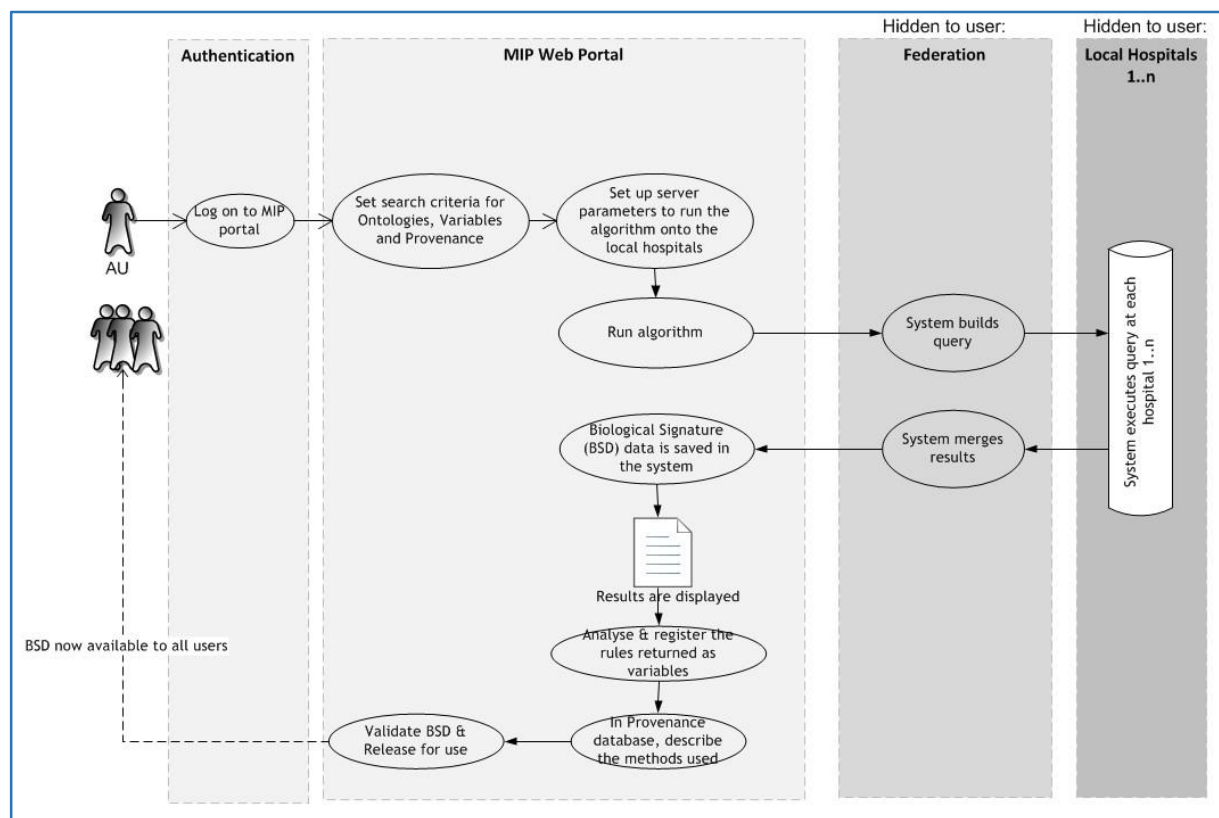 Hidden to user:
Hidden to user:
Authentication
MIP Web Portal
Federation
Local Hospitals
1..n
AU
Log on to MIP
portal
Set search criteria for
Ontologies, Variables
and Provenance
Set up server
parameters to run the
algorithm onto the
local hospitals
Run algorithm
System builds
query
System executes query at each
hospital 1..n
System merges
results
Biological Signature
(BSD) data is saved in
the system
Results are displayed
Analyse & register the
rules returned as
variables
In Provenance
database, describe
the methods used
Validate BSD &
Release for use
BSD now available to all users